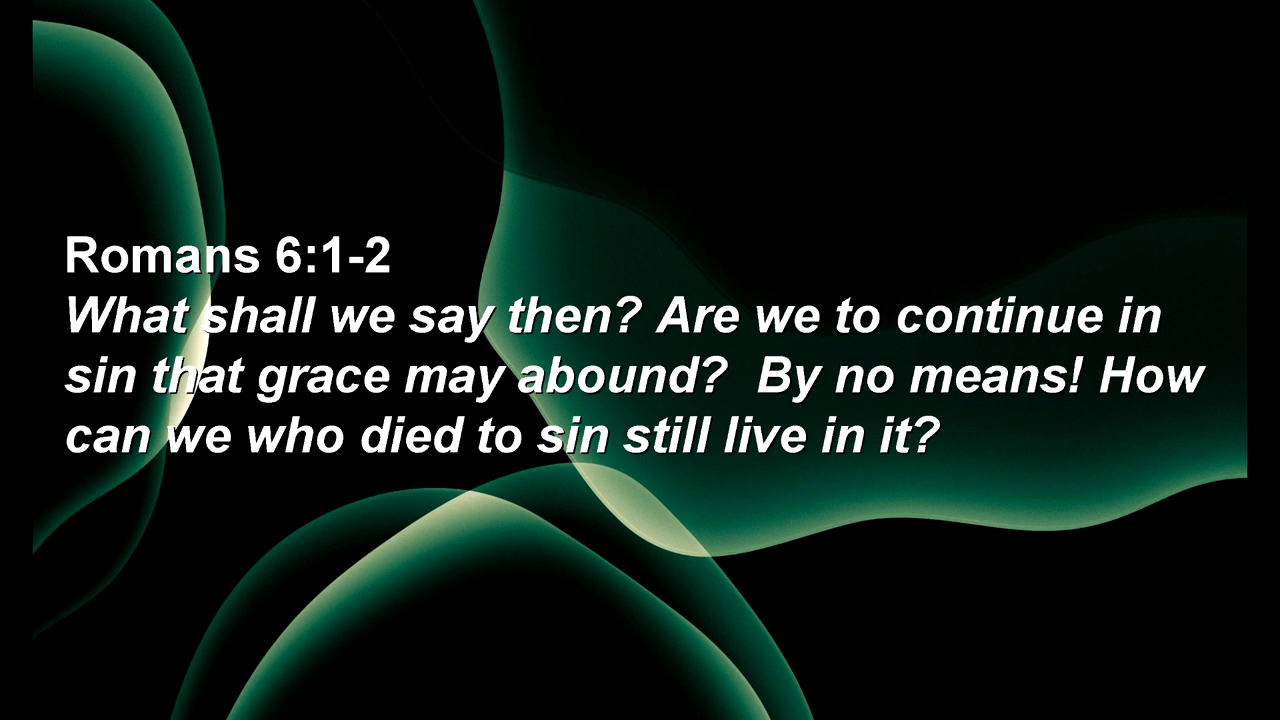 Romans 6:1-2
What shall we say then? Are we to continue in
sin that grace may abound?  By no means! How
can we who died to sin still live in it?